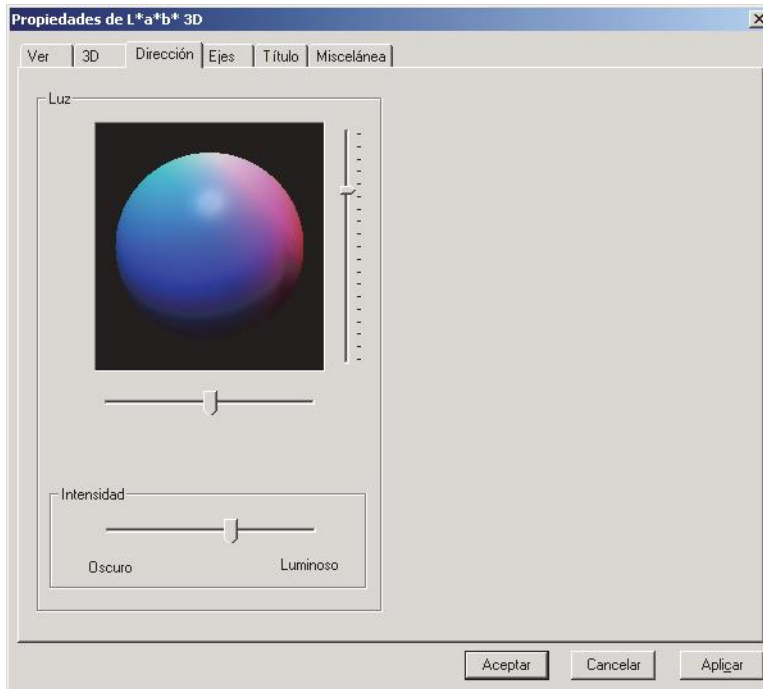 Propiedades de L*a*b* 3D
Ver 3D Dirección Ejes Título Miscelánea
Luz
Intensidad
Oscuro Luminoso
Aceptar Cancelar Aplicar